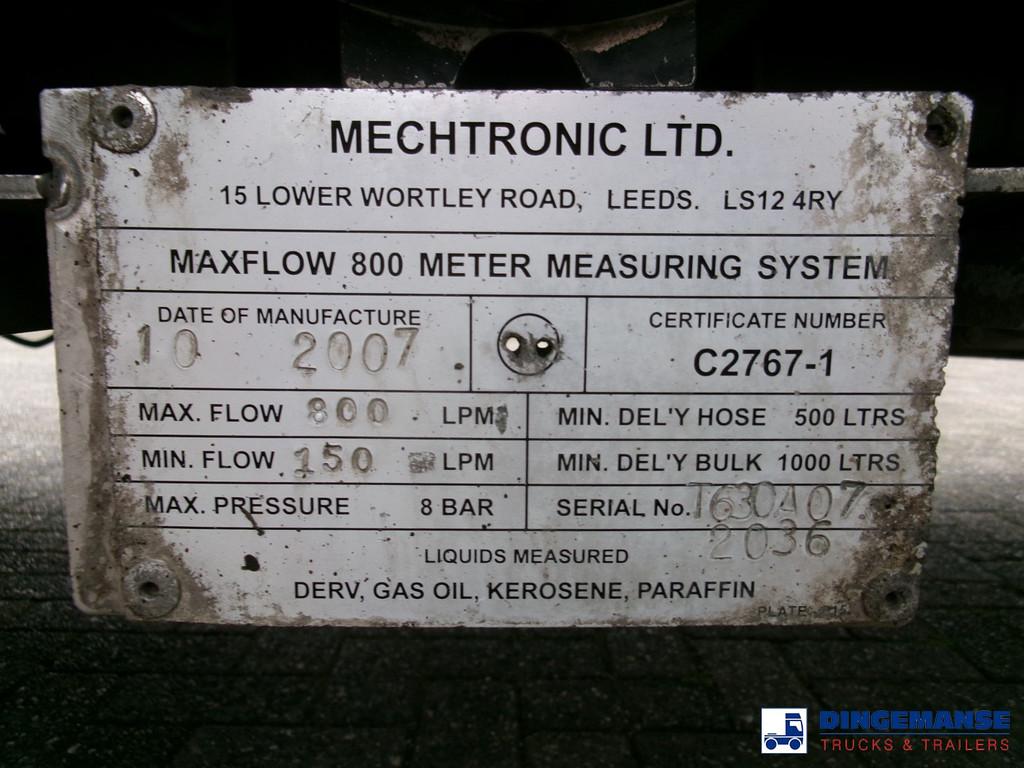 MECHTRONIC LTD.
15 LOWER WORTLEY ROAD, LEEDS. LS12 4RY
MAXFLOW 800 METER MEASURING SYSTEM
DATE OF MANUFACTURE
10 2007
CERTIFICATE NUMBER
C2767-1
MAX. FLOW 800 LPM
MIN. DEL'Y HOSE 500 LTRS
MIN. FLOW 150 LPM
MIN. DEL'Y BULK 1000 LTRS
MAX. PRESSURE 8 BAR
SERIAL No. T630A07
2036
LIQUIDS MEASURED
DERV, GAS OIL, KEROSENE, PARAFFIN
PLATE
DINGEMANSE
TRUCKS & TRAILERS